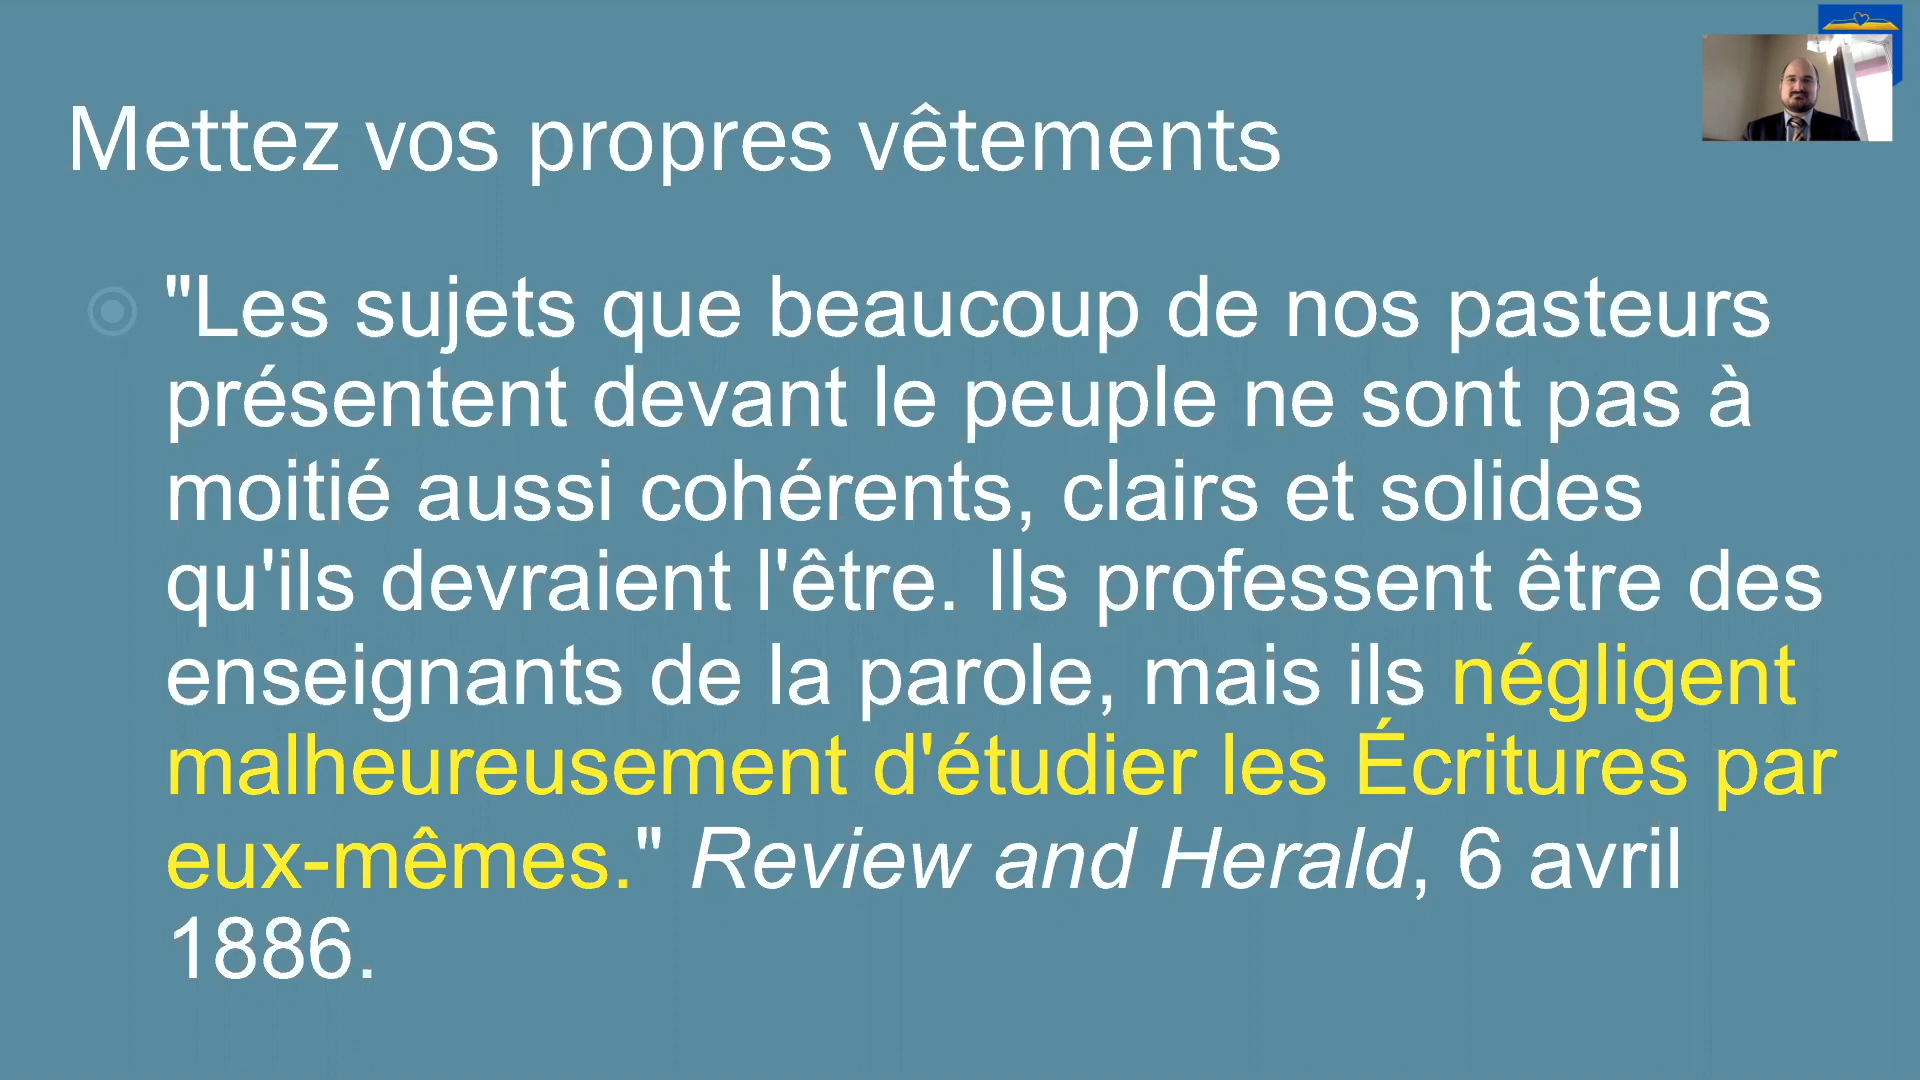 Mettez vos propres vêtements
"Les sujets que beaucoup de nos pasteurs
présentent devant le peuple ne sont pas à
moitié aussi cohérents, clairs et solides
qu'ils devraient l'être. Ils professent être des
enseignants de la parole, mais ils négligent
malheureusement d'étudier les Écritures par
eux-mêmes." Review and Herald, 6 avril
1886.